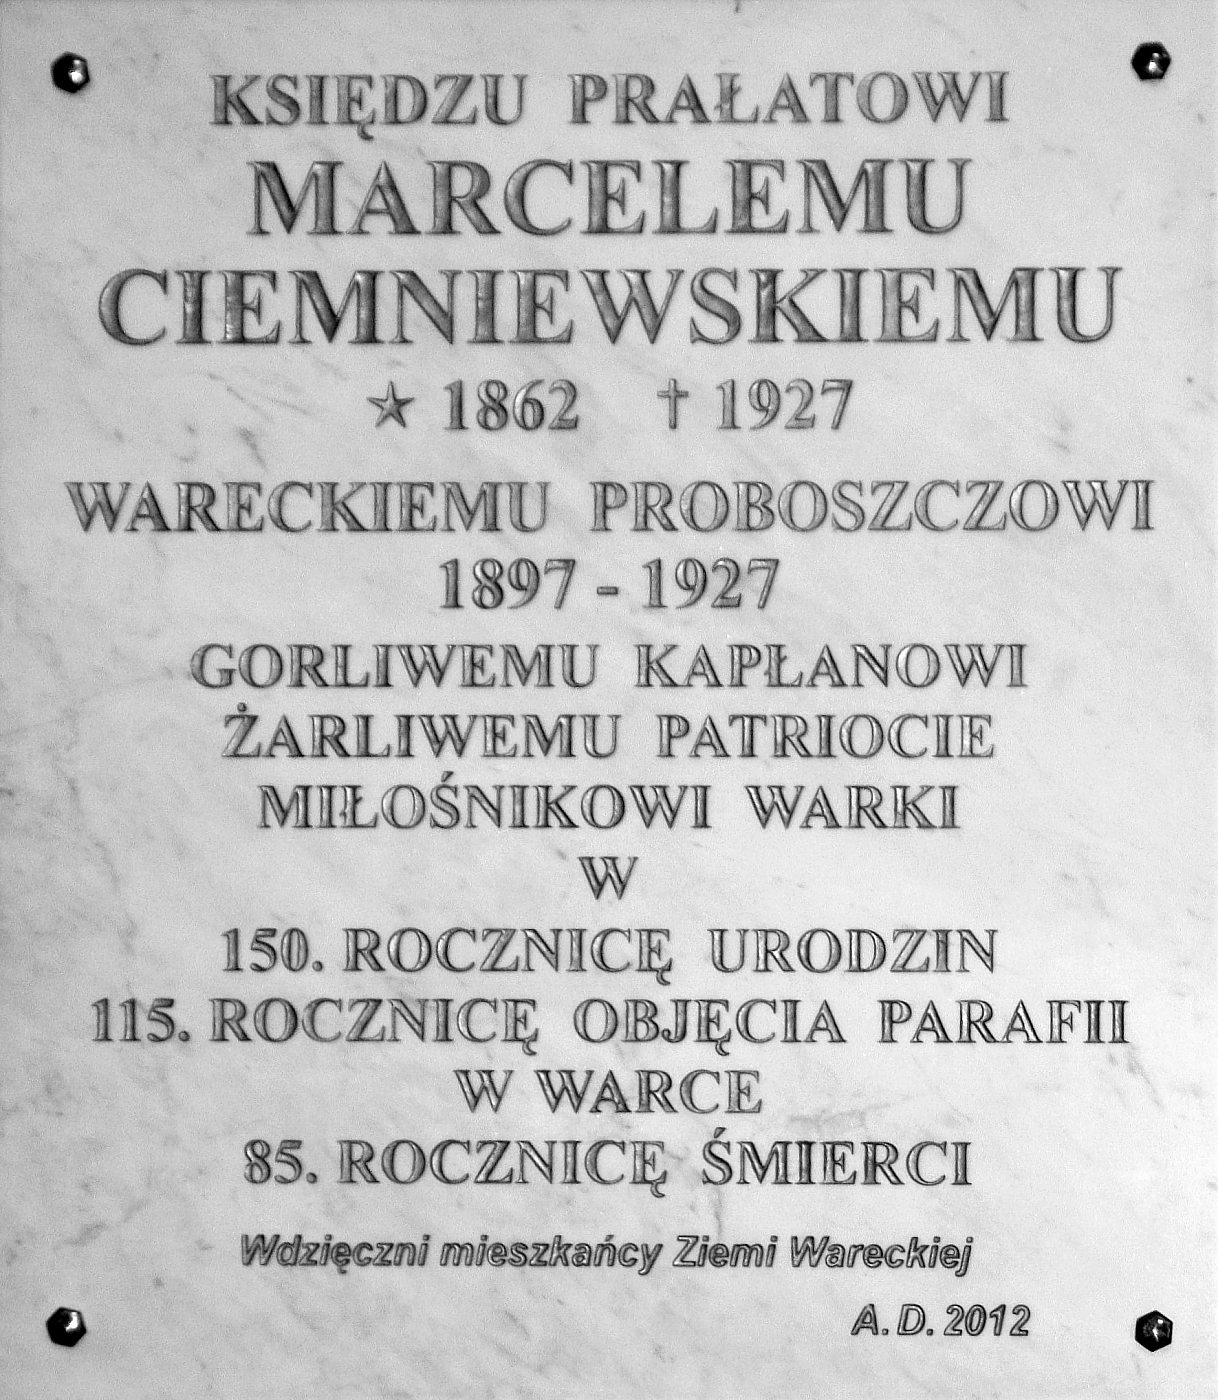 KSIĘDZU PRAŁATOWI
MARCELEMU
CIEMNIEWSKIEMU
★ 1862 † 1927
WARECKIEMU PROBOSZCZOWI
1897 - 1927
GORLIWEMU KAPŁANOWI
ŻARLIWEMU PATRIOCIE
MIŁOŚNIKOWI WARKI
W
150. ROCZNICĘ URODZIN
115. ROCZNICĘ OBJĘCIA PARAFII
W WARCE
85. ROCZNICĘ ŚMIERCI
Wdzięczni mieszkańcy Ziemi Wareckiej
A. D. 2012